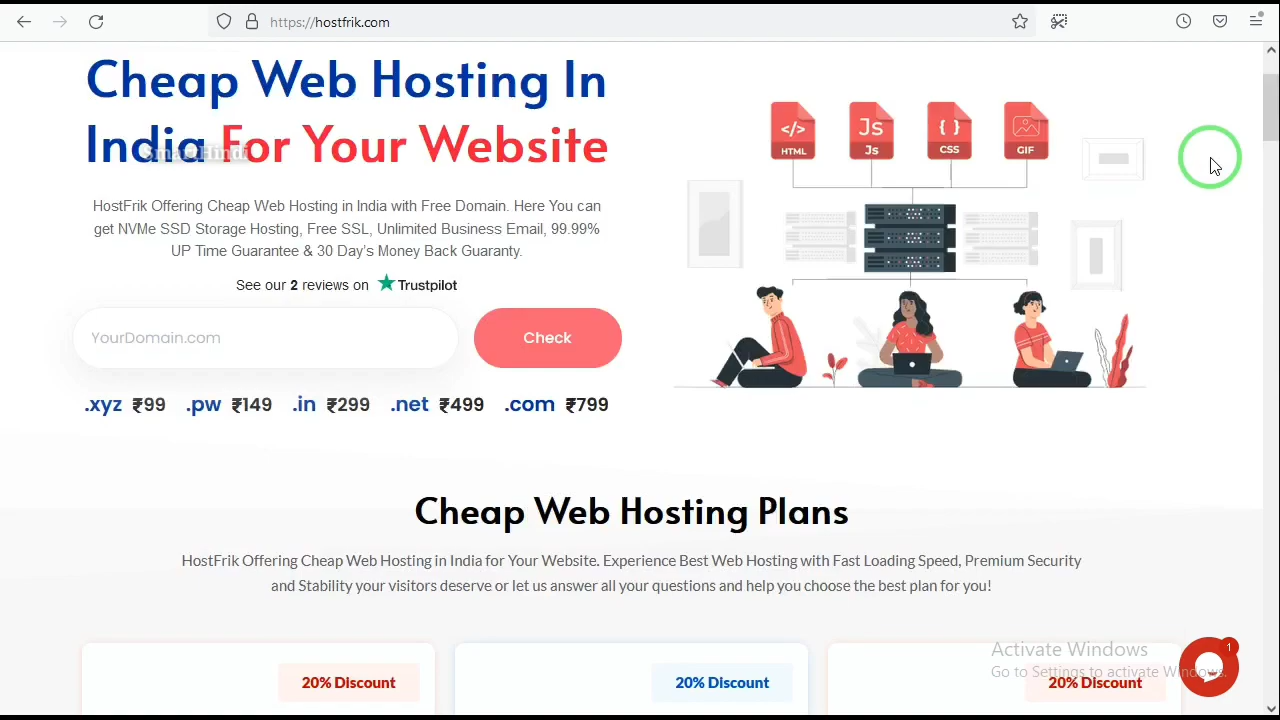 https://hostfrik.com
Cheap Web Hosting In
India For Your Website
SmartHindi
HTML
Js
Js
{ }
CSS
GIF
</>
HostFrik Offering Cheap Web Hosting in India with Free Domain. Here You can
get NVMe SSD Storage Hosting, Free SSL, Unlimited Business Email, 99.99%
UP Time Guarantee & 30 Day's Money Back Guaranty.
See our 2 reviews on Trustpilot
YourDomain.com
Check
.xyz ₹99 .pw ₹149 .in ₹299 .net ₹499 .com ₹799
Cheap Web Hosting Plans
HostFrik Offering Cheap Web Hosting in India for Your Website. Experience Best Web Hosting with Fast Loading Speed, Premium Security
and Stability your visitors deserve or let us answer all your questions and help you choose the best plan for you!
20% Discount
20% Discount
20% Discount
Activate Windows
Go to Settings to activate Windows.
1